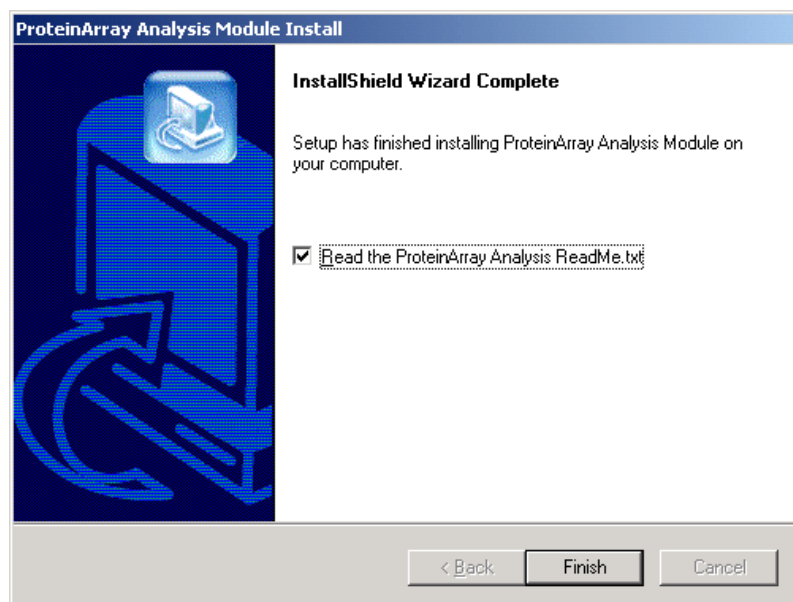 ProteinArray Analysis Module Install
InstallShield Wizard Complete
Setup has finished installing ProteinArray Analysis Module on
your computer.
Read the ProteinArray Analysis ReadMe.txt
< Back
Finish
Cancel